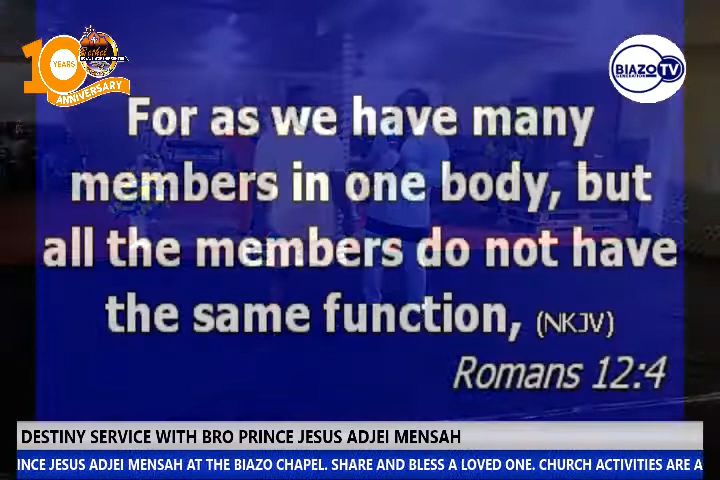 10
YEARS
ANNIVERSARY
Bethel
BIAZO TV
GENERATION
For as we have many
members in one body, but
all the members do not have
the same function, (NKJV)
Romans 12:4
DESTINY SERVICE WITH BRO PRINCE JESUS ADJEI MENSAH
INCE JESUS ADJEI MENSAH AT THE BIAZO CHAPEL. SHARE AND BLESS A LOVED ONE. CHURCH ACTIVITIES ARE A